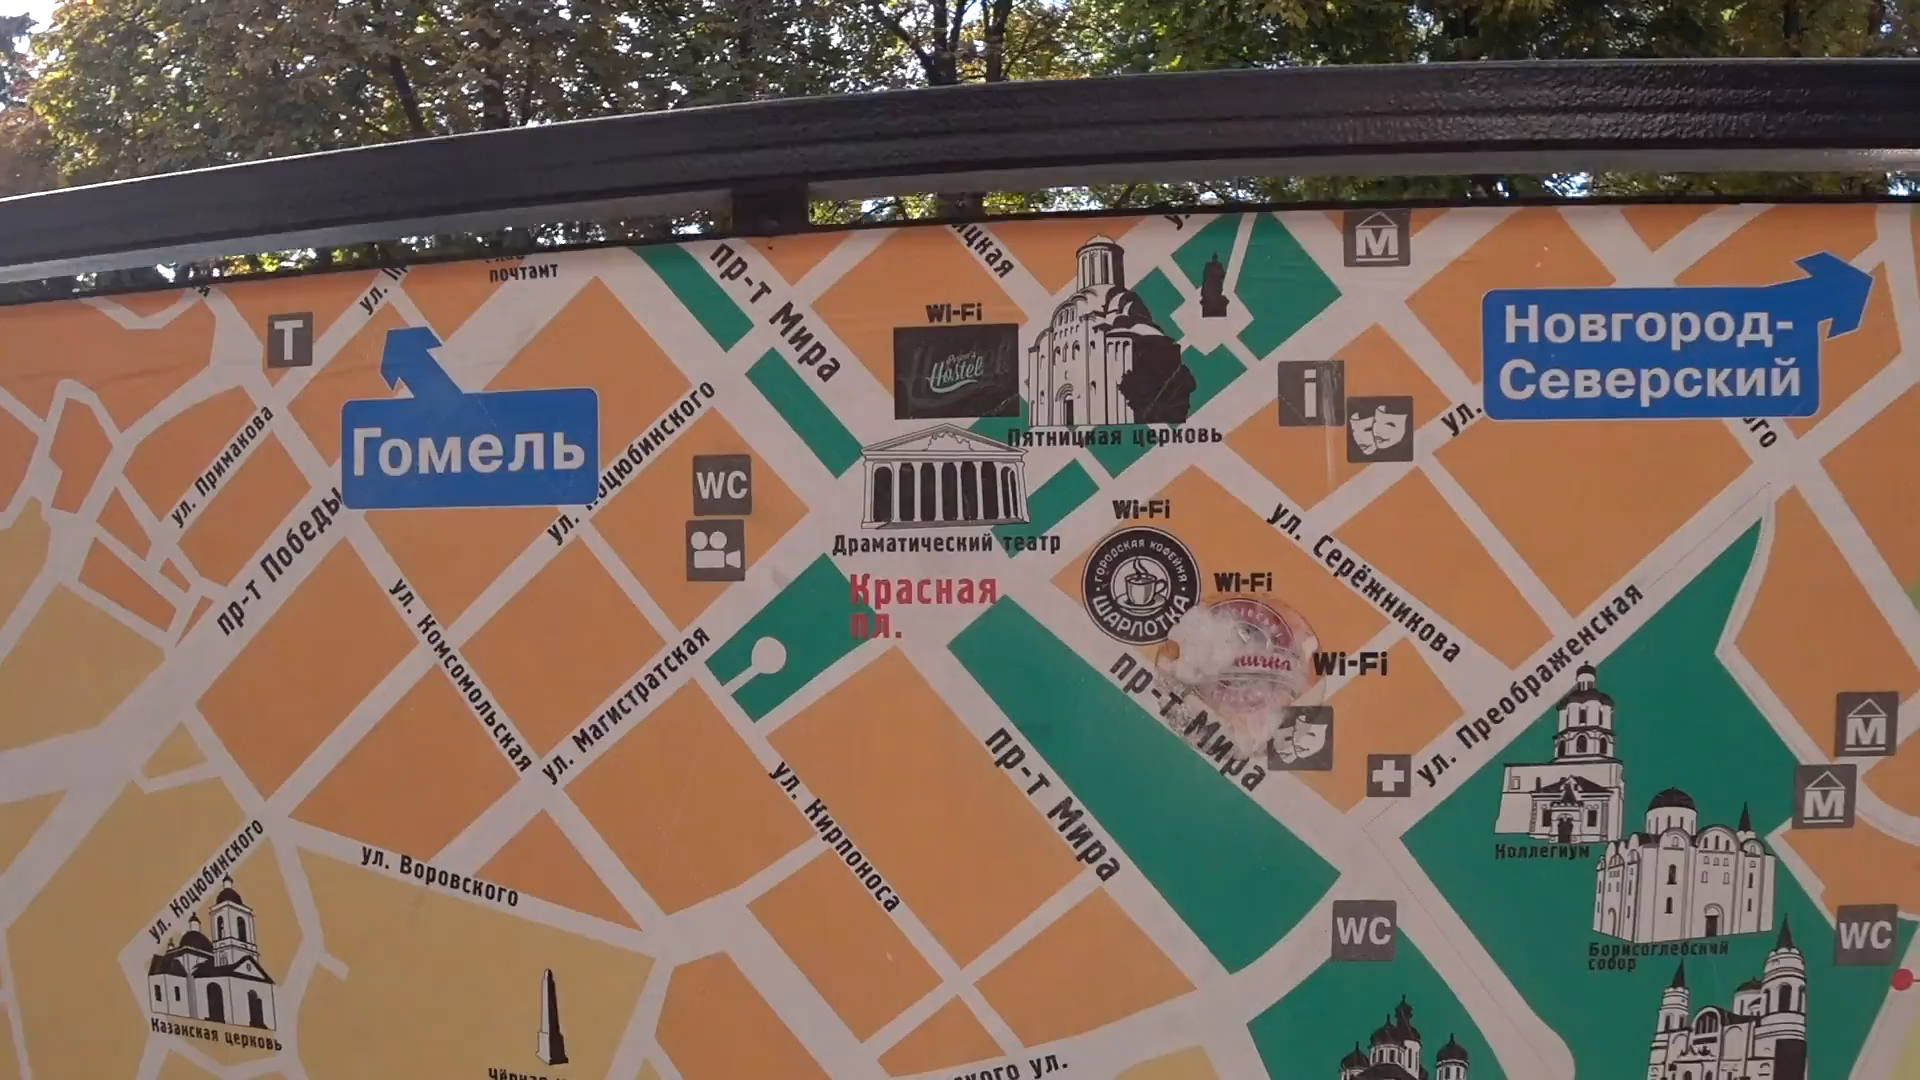 почтамт
пр-т Мира
Wi-Fi
Hostel
М
Новгород-
Северский
Т
Гомель
ул. Примакова
пр-т Победы
ул. Коцюбинского
WC
Пятницкая церковь
i
ул.
Драматический театр
Красная
пл.
Wi-Fi
ГОРОДСКАЯ КОФЕЙНЯ
ШАРЛОТКА
Wi-Fi
Wi-Fi
ул. Серёжникова
ул. Преображенская
ул. Комсомольская
ул. Магистратская
пр-т Мира
пр-т Мира
ул. Кирпоноса
М
М
Коллегиум
ул. Коцюбинского
ул. Воровского
WC
WC
Борисоглебский
собор
Казанская церковь